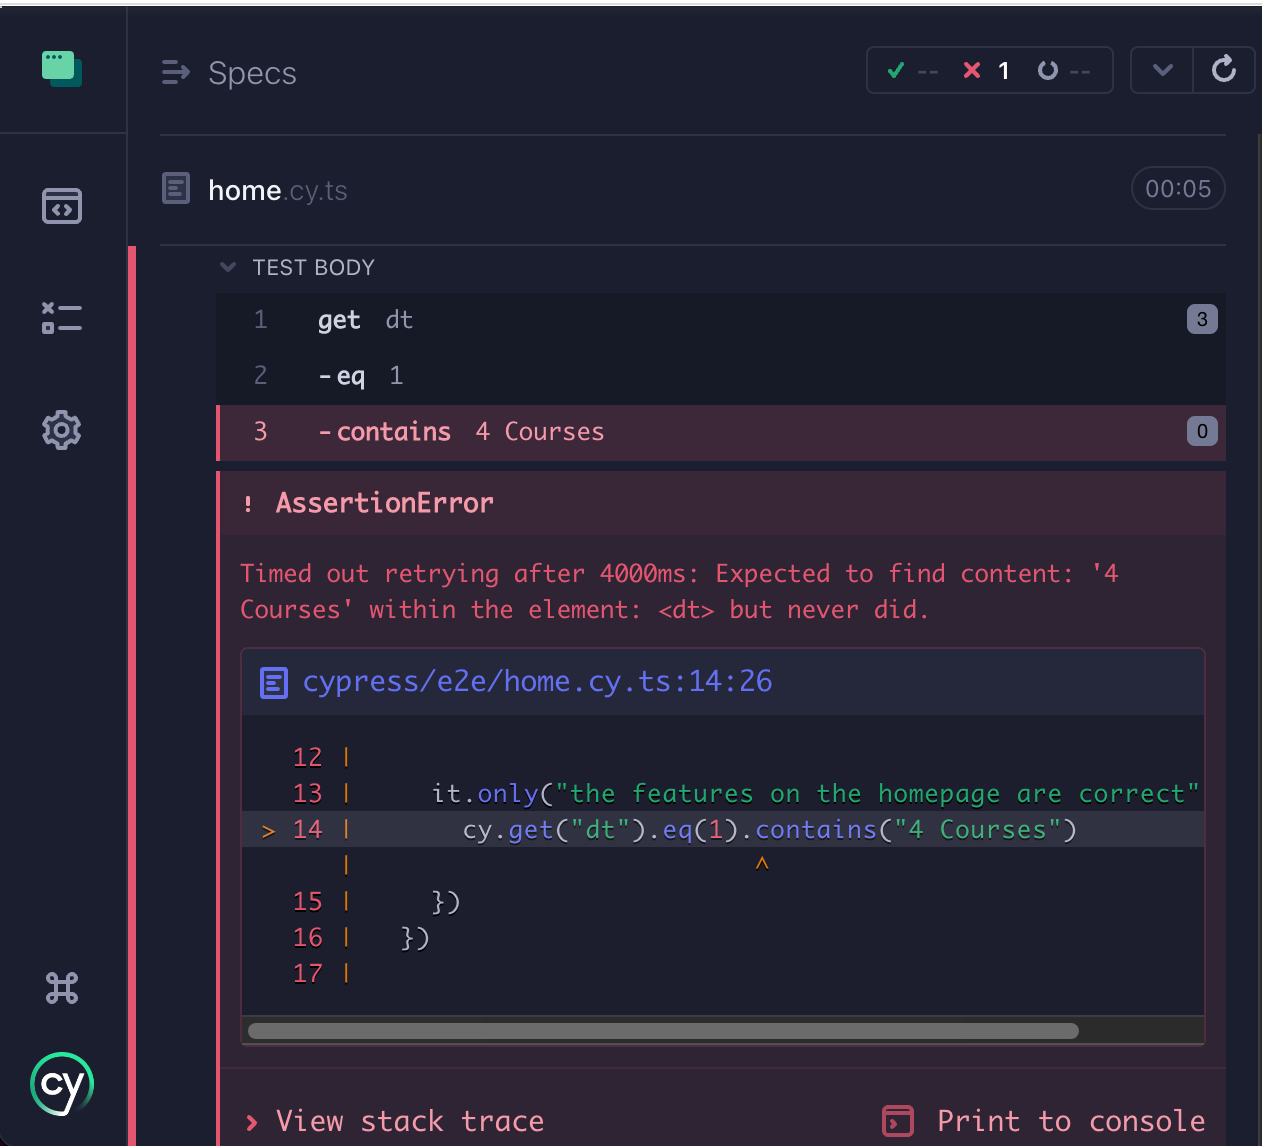 Specs
-- 1 --
home.cy.ts
00:05
TEST BODY
1 get dt 3
2 -eq 1
3 -contains 4 Courses 0
! AssertionError
Timed out retrying after 4000ms: Expected to find content: '4
Courses' within the element: <dt> but never did.
cypress/e2e/home.cy.ts:14:26
12 |
13 | it.only("the features on the homepage are correct"
> 14 | cy.get("dt").eq(1).contains("4 Courses")
| ^
15 | })
16 | })
17 |
cy
> View stack trace
Print to console